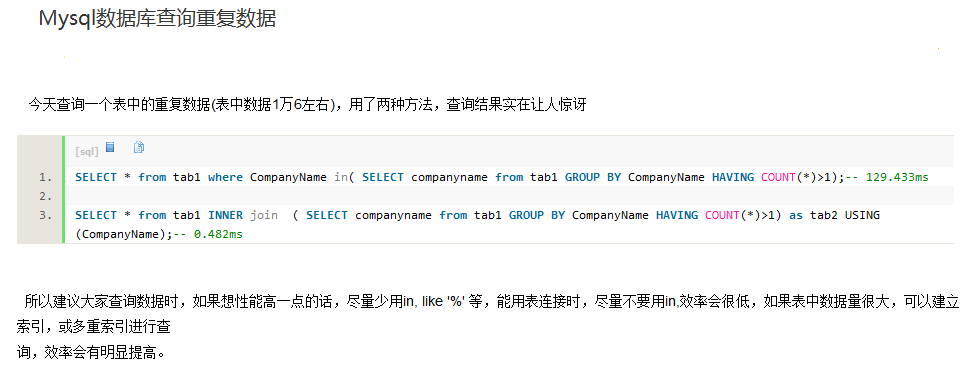 Mysql数据库查询重复数据
今天查询一个表中的重复数据(表中数据1万6左右)，用了两种方法，查询结果实在让人惊讶
[sql]
1. SELECT * from tab1 where CompanyName in( SELECT companyname from tab1 GROUP BY CompanyName HAVING COUNT(*)>1);-- 129.433ms
2.
3. SELECT * from tab1 INNER join  ( SELECT companyname from tab1 GROUP BY CompanyName HAVING COUNT(*)>1) as tab2 USING
(CompanyName);-- 0.482ms
所以建议大家查询数据时，如果想性能高一点的话，尽量少用in, like '%' 等，能用表连接时，尽量不要用in,效率会很低，如果表中数据量很大，可以建立
索引，或多重索引进行查
询，效率会有明显提高。